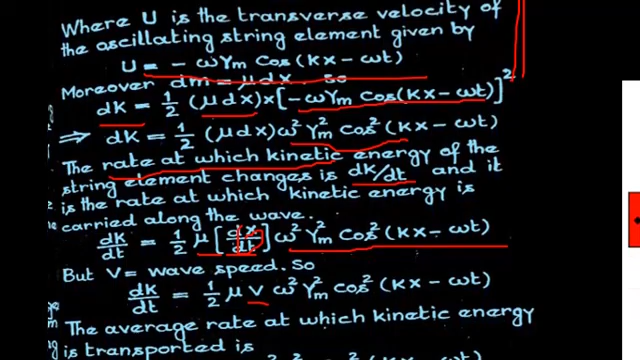 Where U is the transverse velocity of
the oscillating string element given by
U = - ωYm Cos (Kx - ωt)
Moreover dm = μdx. so
dK = 1/2 (μdx)x[-ωYm Cos(Kx - ωt)]²
⇒ dK = 1/2 (μdx)ω² Ym² Cos² (Kx - ωt)
The rate at which kinetic energy of the
string element changes is dK/dt and it
is the rate at which kinetic energy is
carried along the wave.
dK/dt = 1/2 μ [dx/dt] ω² Ym² Cos² (Kx - ωt)
But V = wave speed. So
dK/dt = 1/2 μ V ω² Ym² Cos² (Kx - ωt)
The average rate at which kinetic energy
is transported is